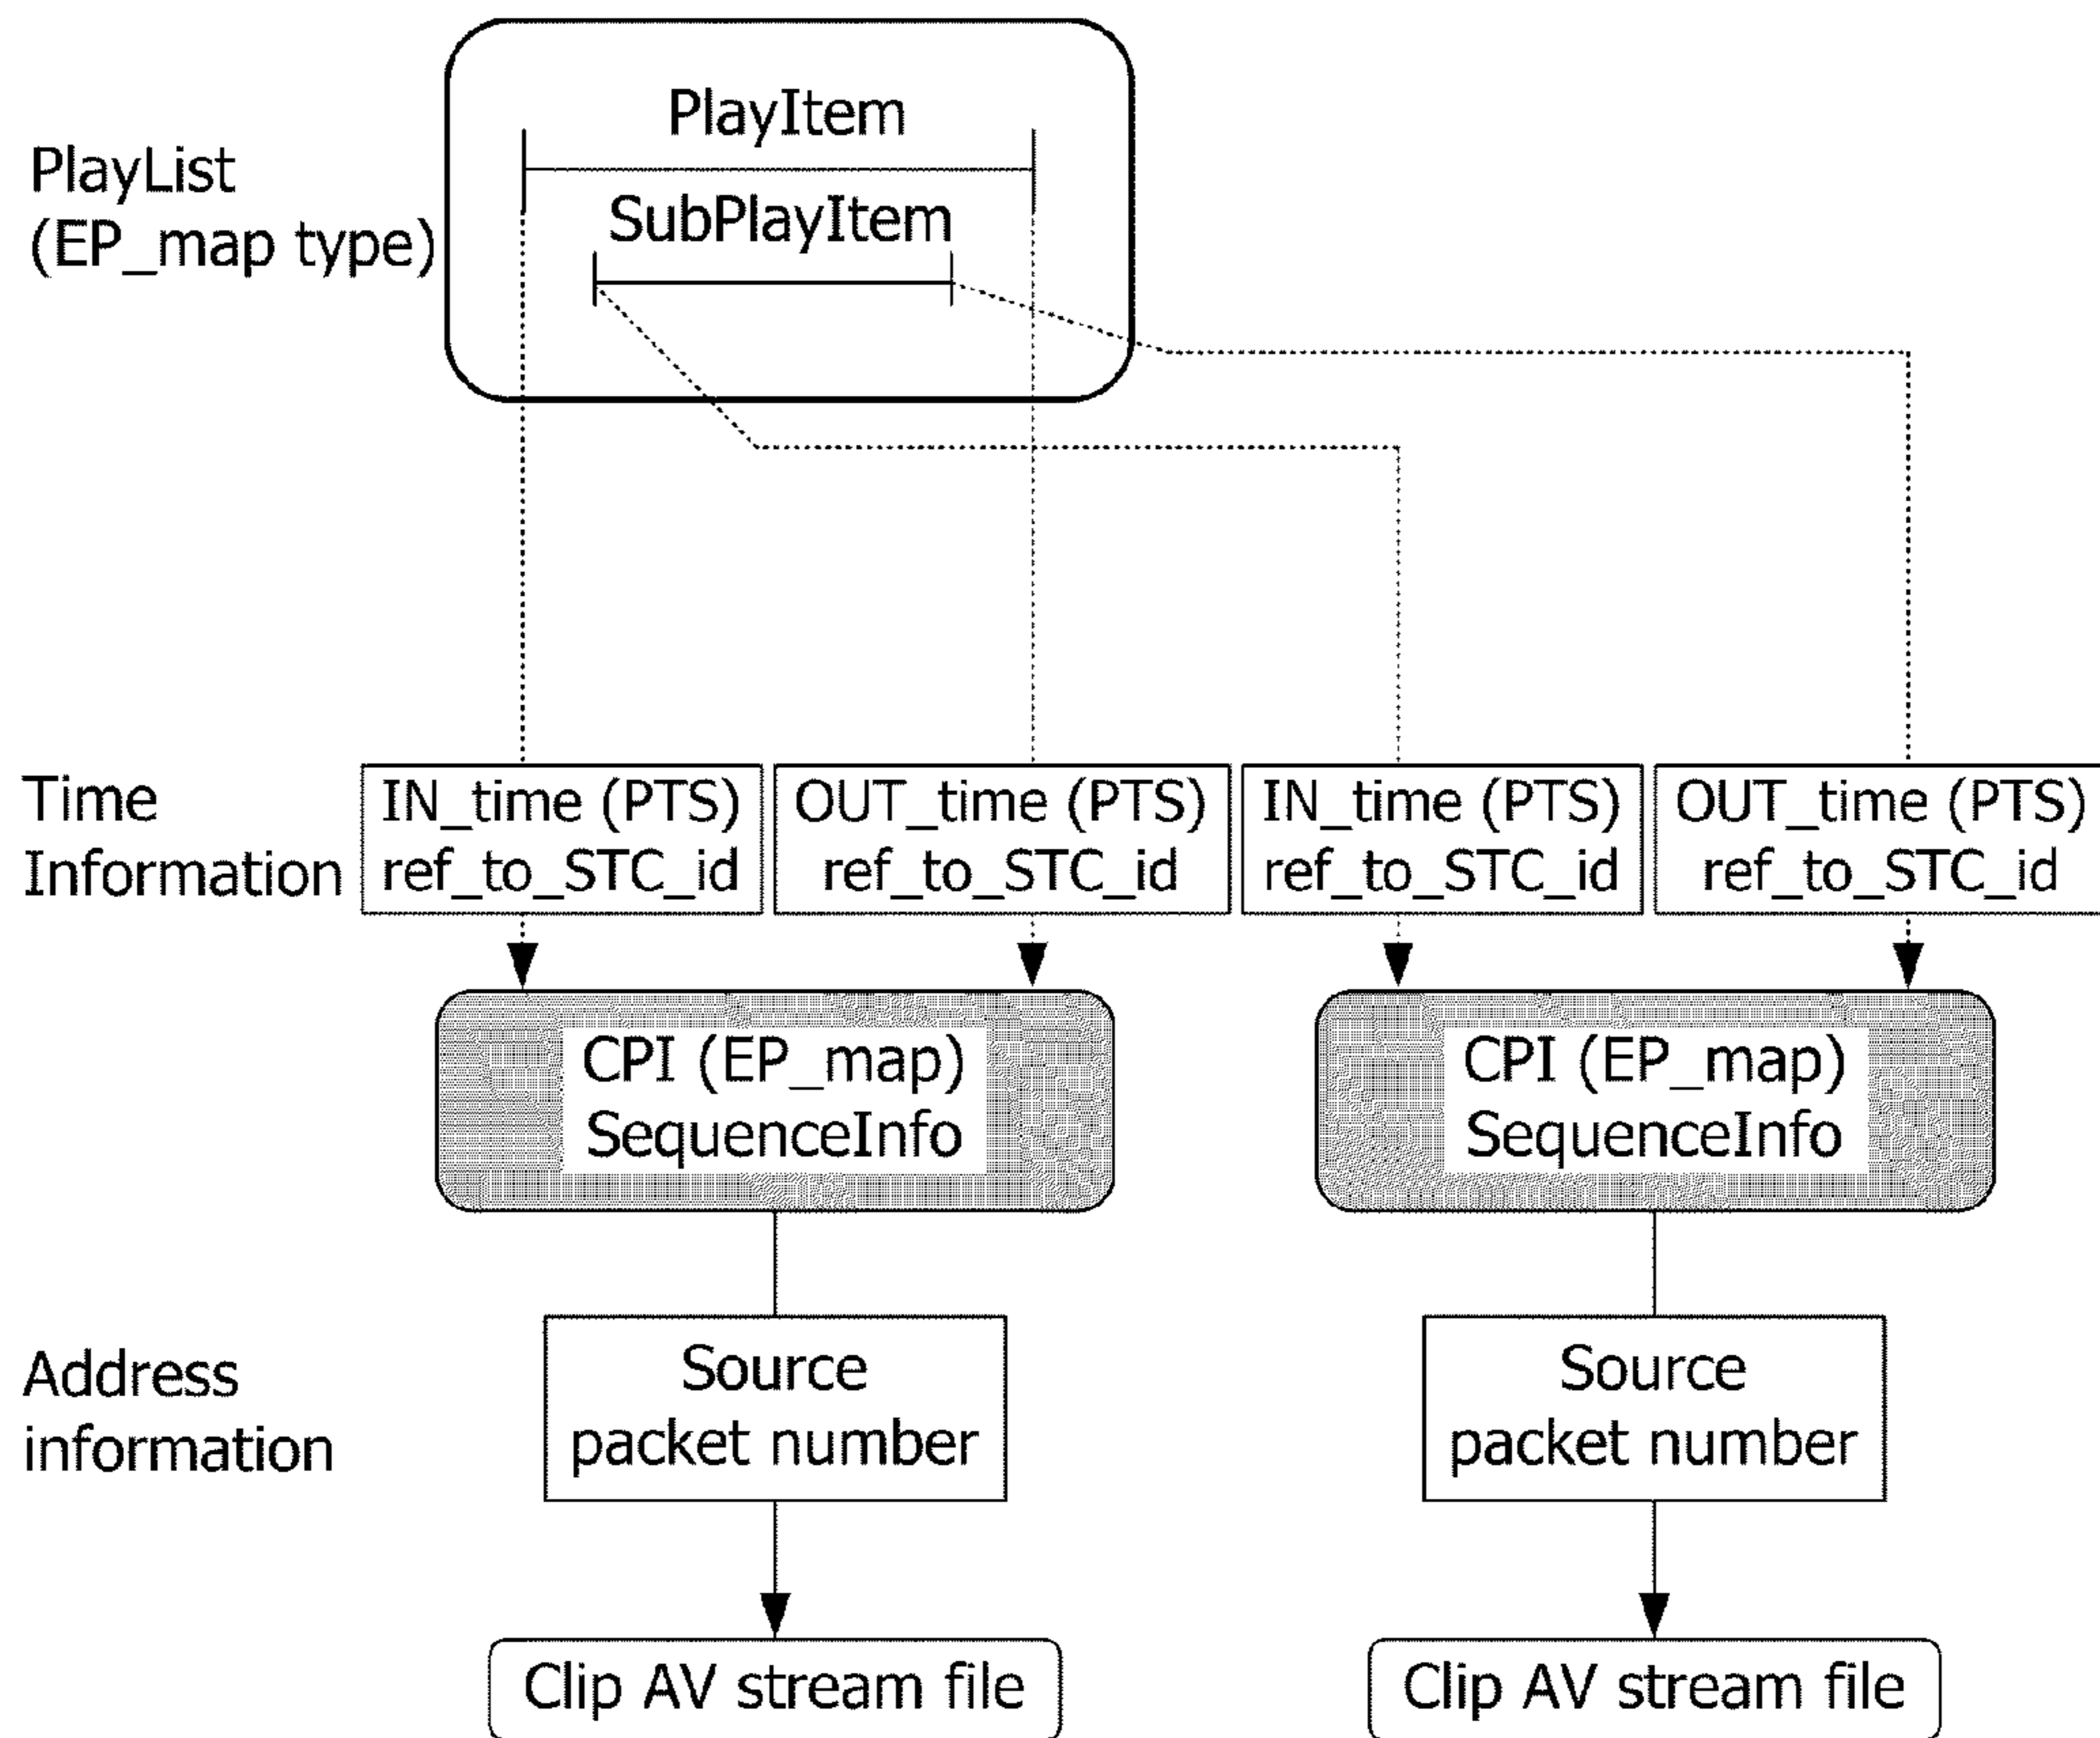 PlayList
(EP_map type)
PlayItem
SubPlayItem
Time
Information
IN_time (PTS)
ref_to_STC_id
OUT_time (PTS)
ref_to_STC_id
IN_time (PTS)
ref_to_STC_id
OUT_time (PTS)
ref_to_STC_id
CPI (EP_map)
SequenceInfo
CPI (EP_map)
SequenceInfo
Address
information
Source
packet number
Source
packet number
Clip AV stream file
Clip AV stream file